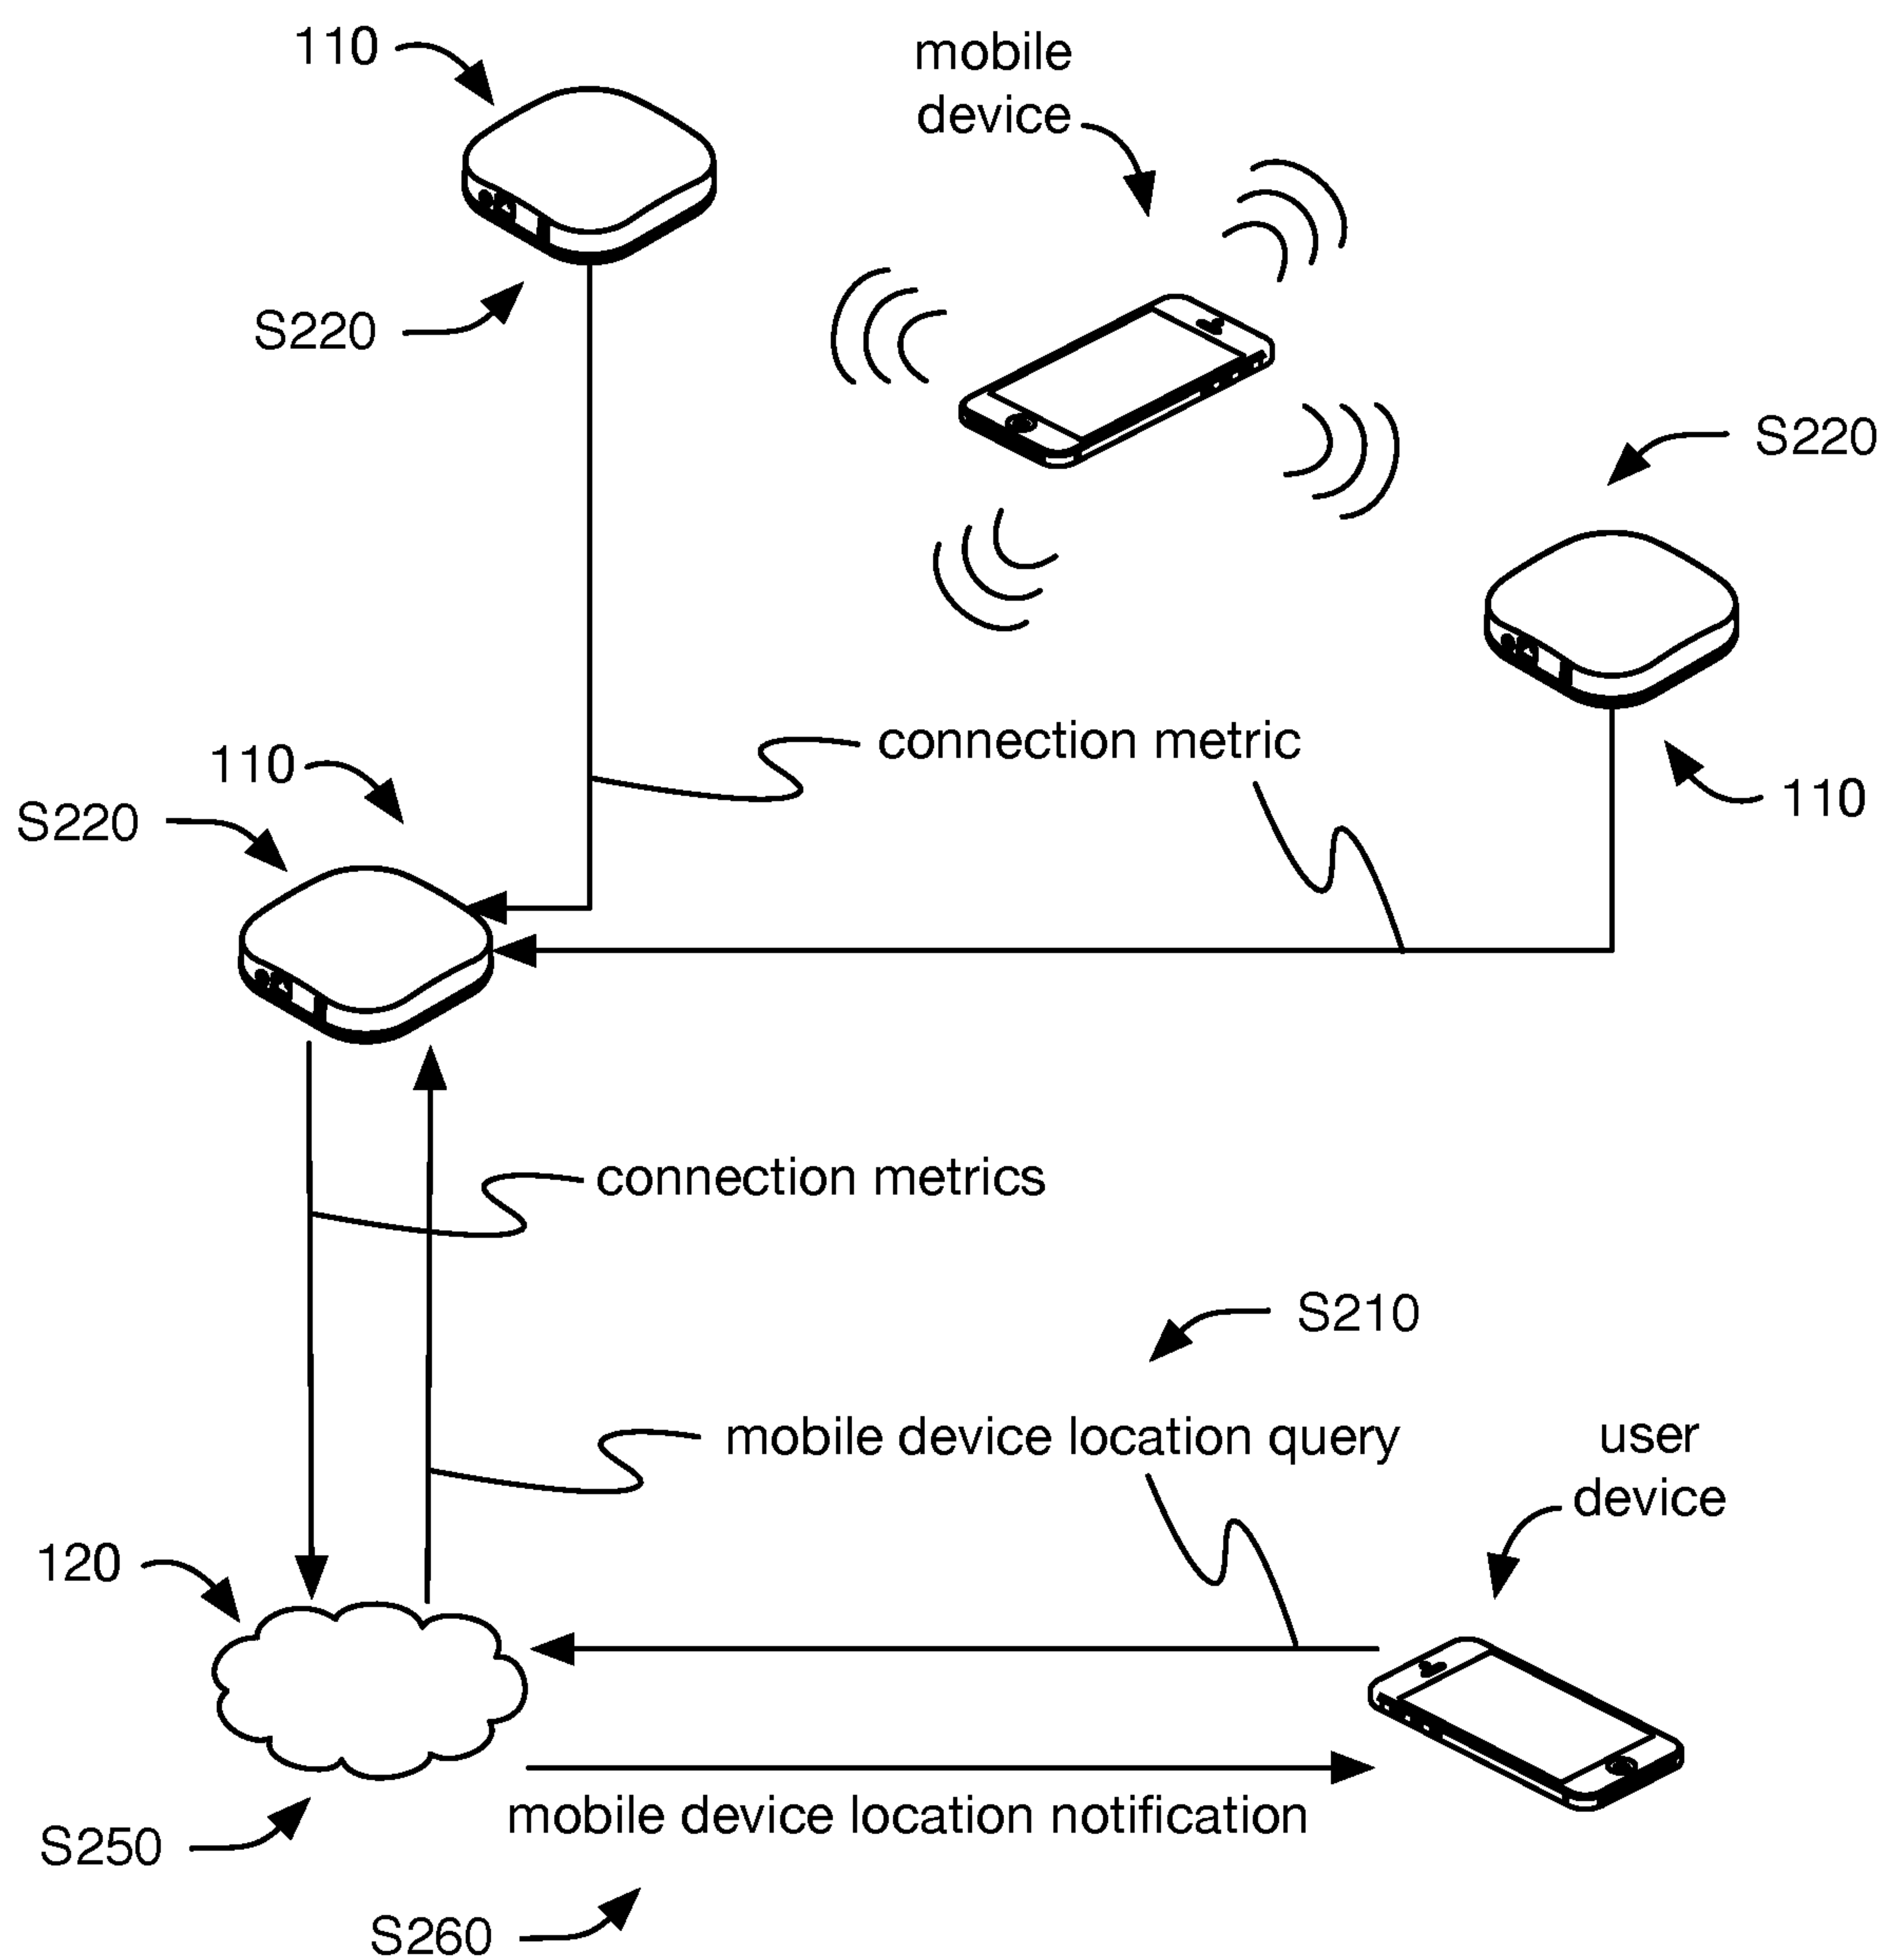 110
mobile
device
S220
S220
connection metric
110
110
S220
connection metrics
S210
mobile device location query
user
device
120
mobile device location notification
S250
S260